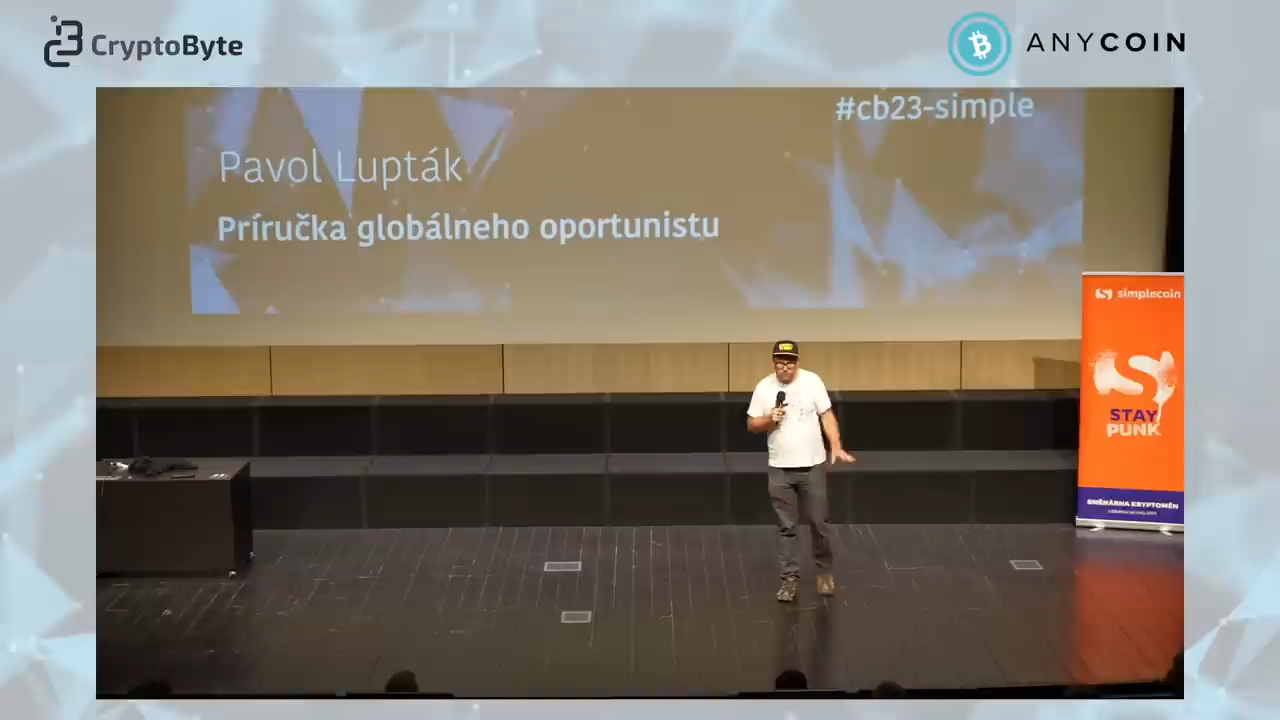 CryptoByte
ANYCOIN
#cb23-simple
Pavol Lupták
Príručka globálneho oportunistu
simplecoin
STAY
PUNK
SMĚNÁRNA KRYPTOMĚN